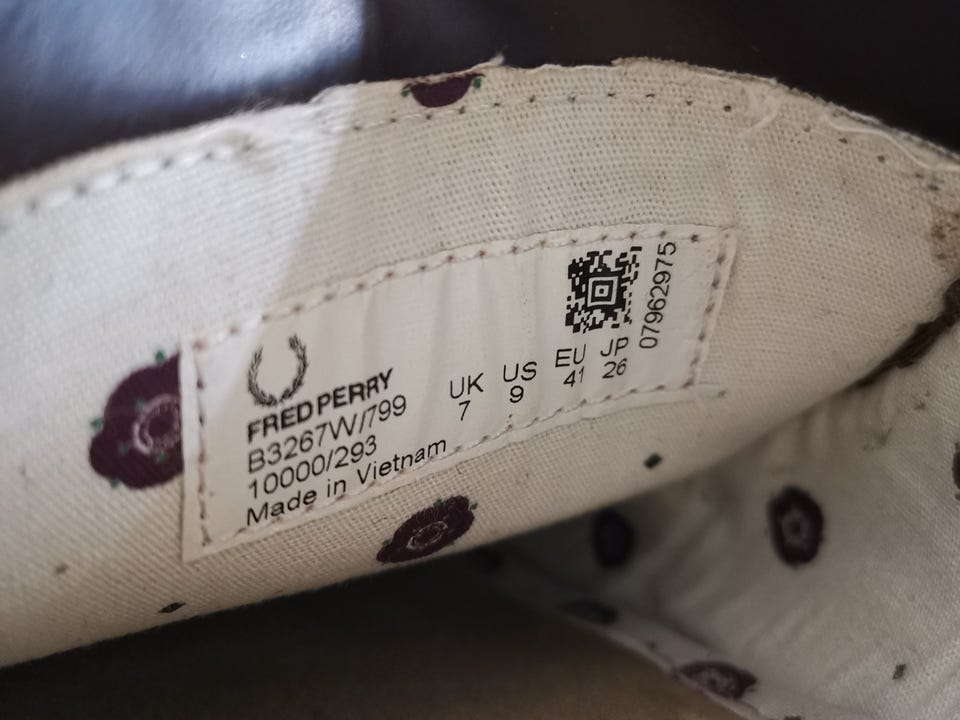 FRED PERRY
B3267W/799
10000/293
Made in Vietnam
UK US EU JP
7 9 41 26
07962975